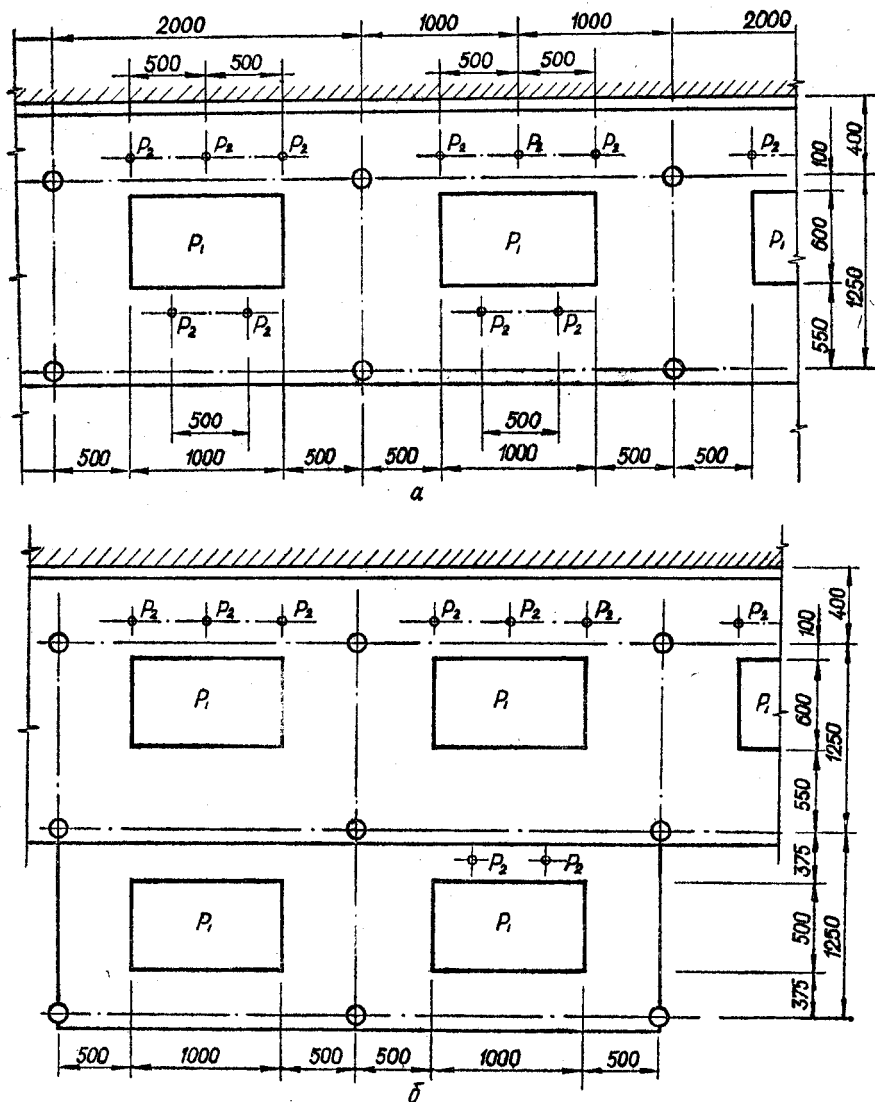 2000 1000 1000 2000
500 500 500 500
P₂ P₂ P₂ P₂ P₂ P₂ P₂
100 400
P₁ P₁ P₁
600 1250
P₂ P₂ P₂ P₂
550
500 500
500 1000 500 500 1000 500 500
а
P₂ P₂ P₂ P₂ P₂ P₂ P₂
100 400
P₁ P₁ P₁
600 1250
550
P₂ P₂
375
P₁ P₁
500 1250
375
500 1000 500 500 1000 500
б